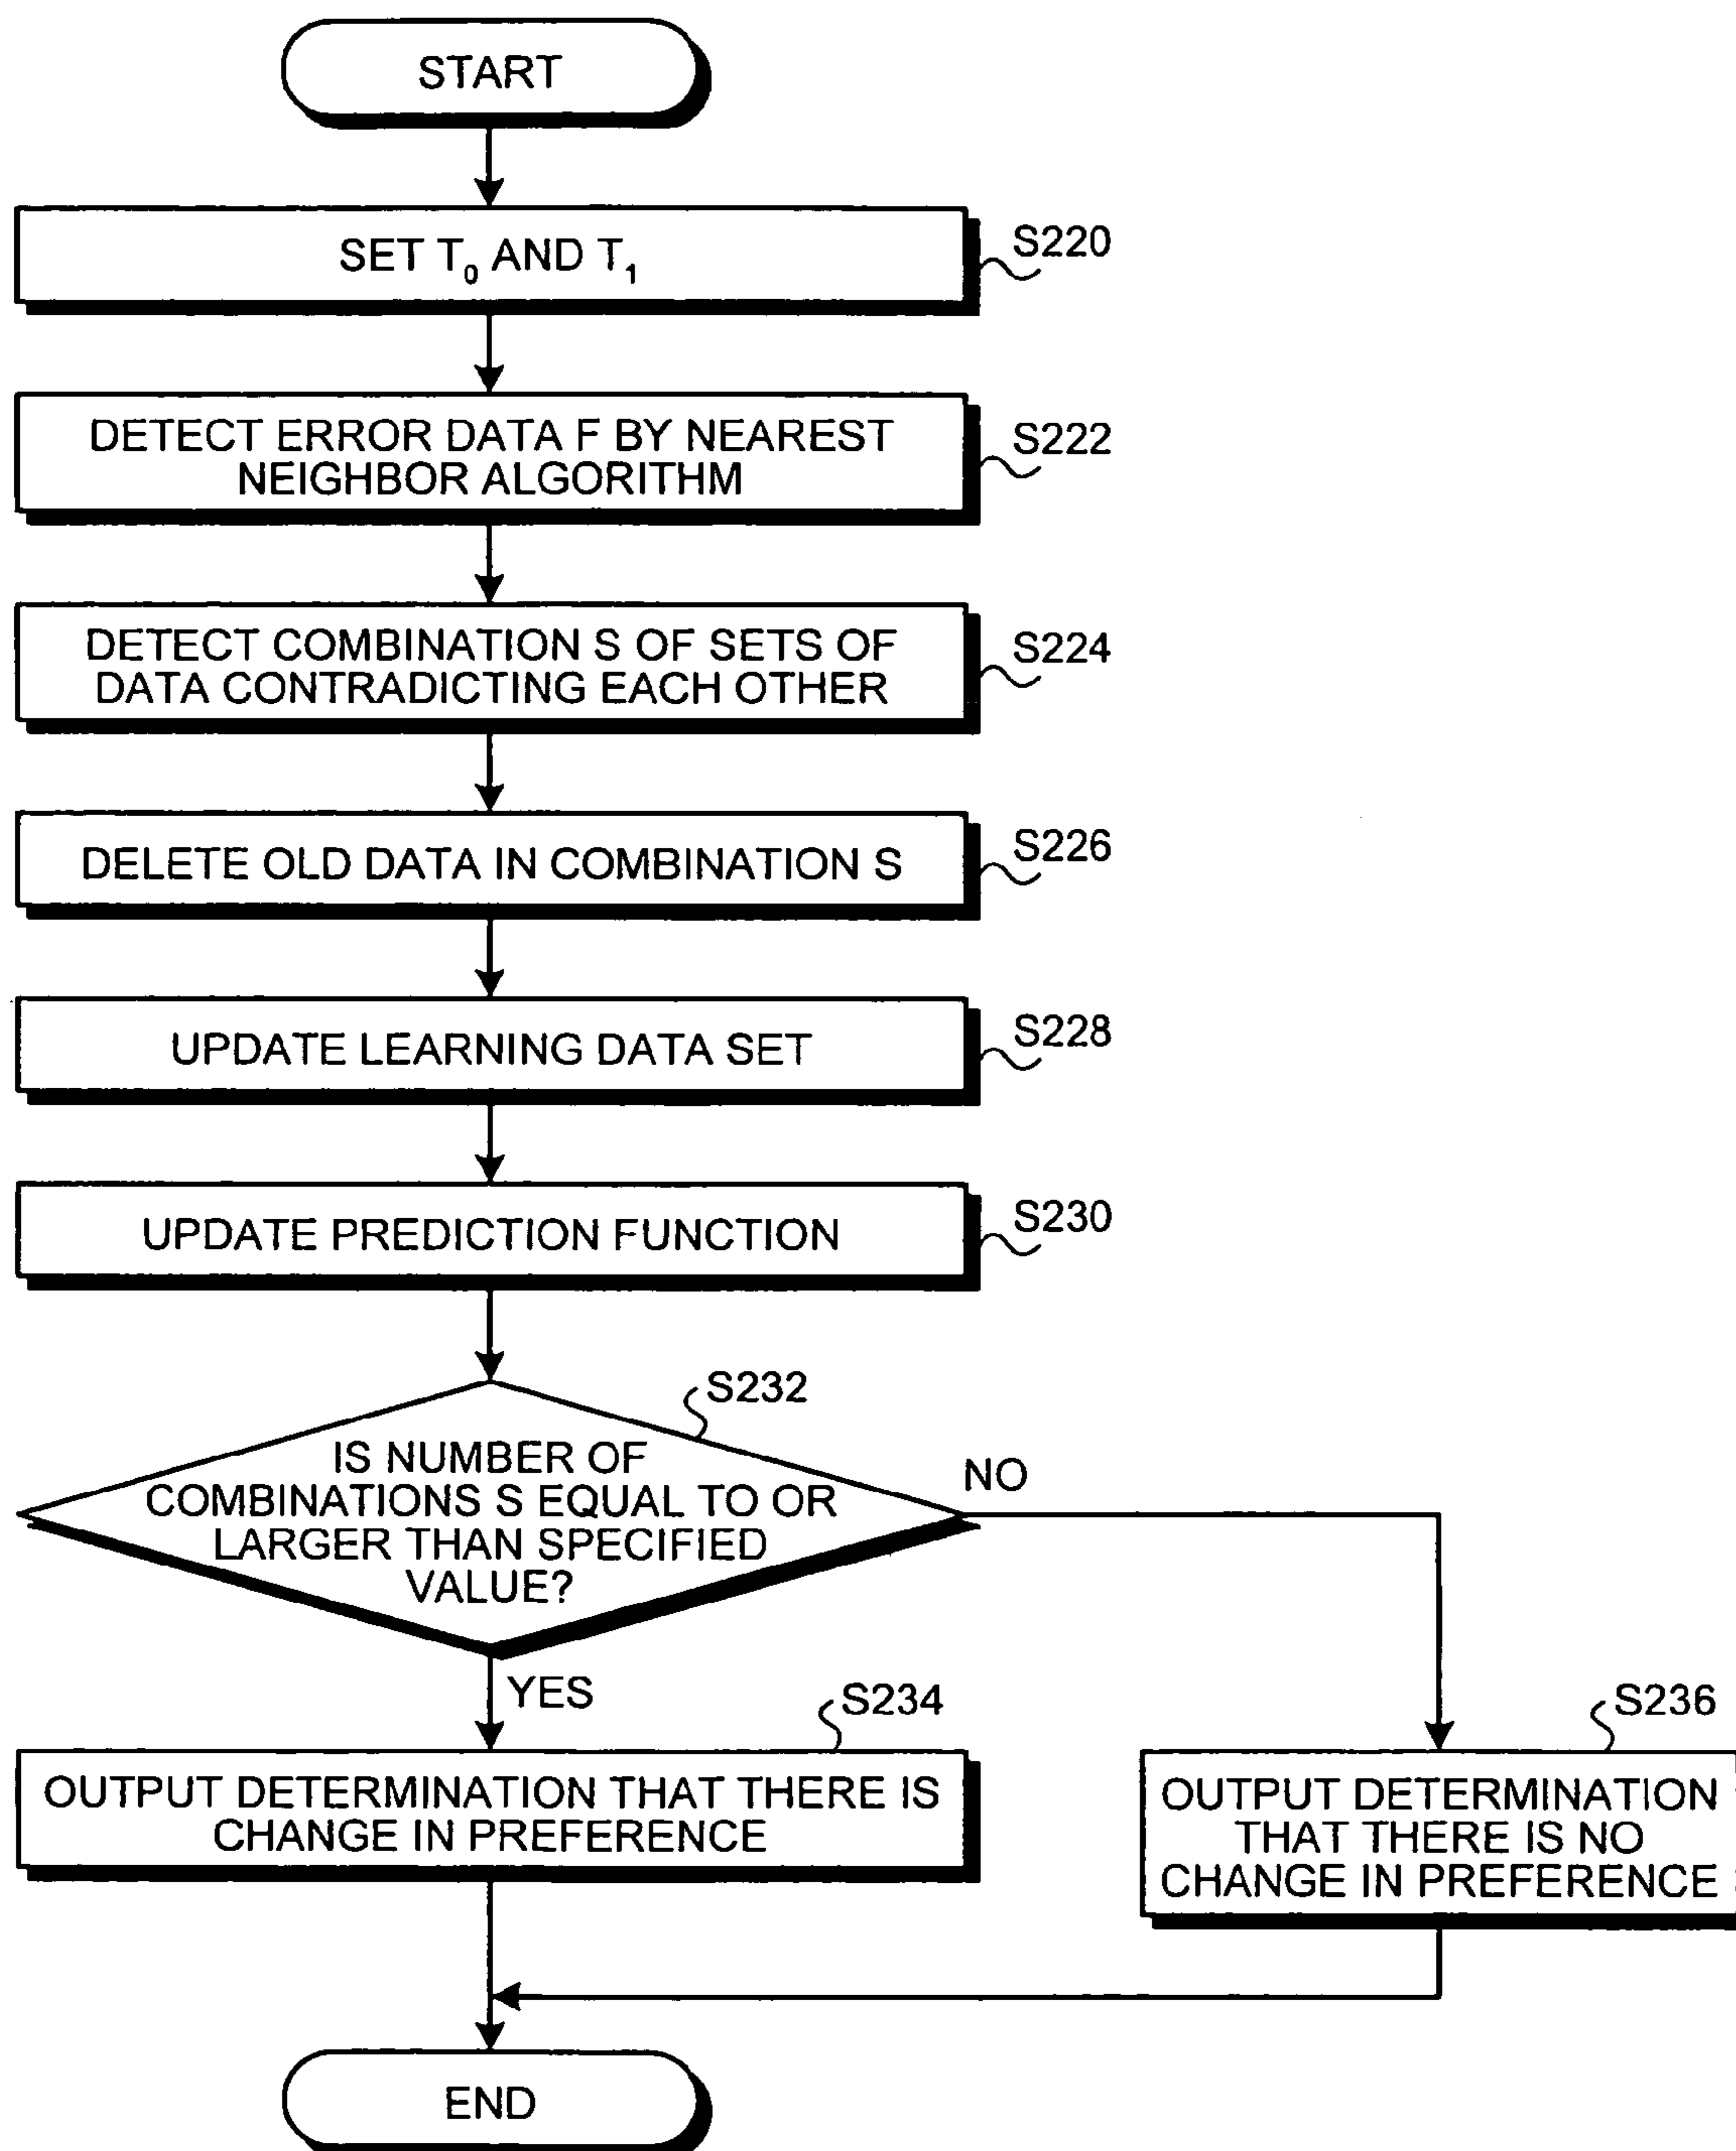 START
SET T₀ AND T₁
S220
DETECT ERROR DATA F BY NEAREST
NEIGHBOR ALGORITHM
S222
DETECT COMBINATION S OF SETS OF
DATA CONTRADICTING EACH OTHER
S224
DELETE OLD DATA IN COMBINATION S
S226
UPDATE LEARNING DATA SET
S228
UPDATE PREDICTION FUNCTION
S230
S232
IS NUMBER OF
COMBINATIONS S EQUAL TO OR
LARGER THAN SPECIFIED
VALUE?
NO
YES
S234
OUTPUT DETERMINATION THAT THERE IS
CHANGE IN PREFERENCE
S236
OUTPUT DETERMINATION
THAT THERE IS NO
CHANGE IN PREFERENCE
END